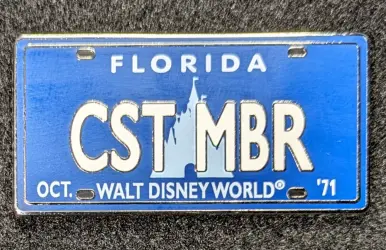 FLORIDA
CST MBR
OCT. WALT DISNEY WORLD® '71